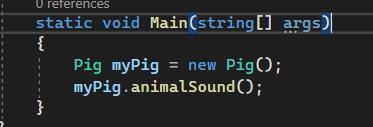 0 references
static void Main(string[] args)
{
Pig myPig = new Pig();
myPig.animalSound();
}